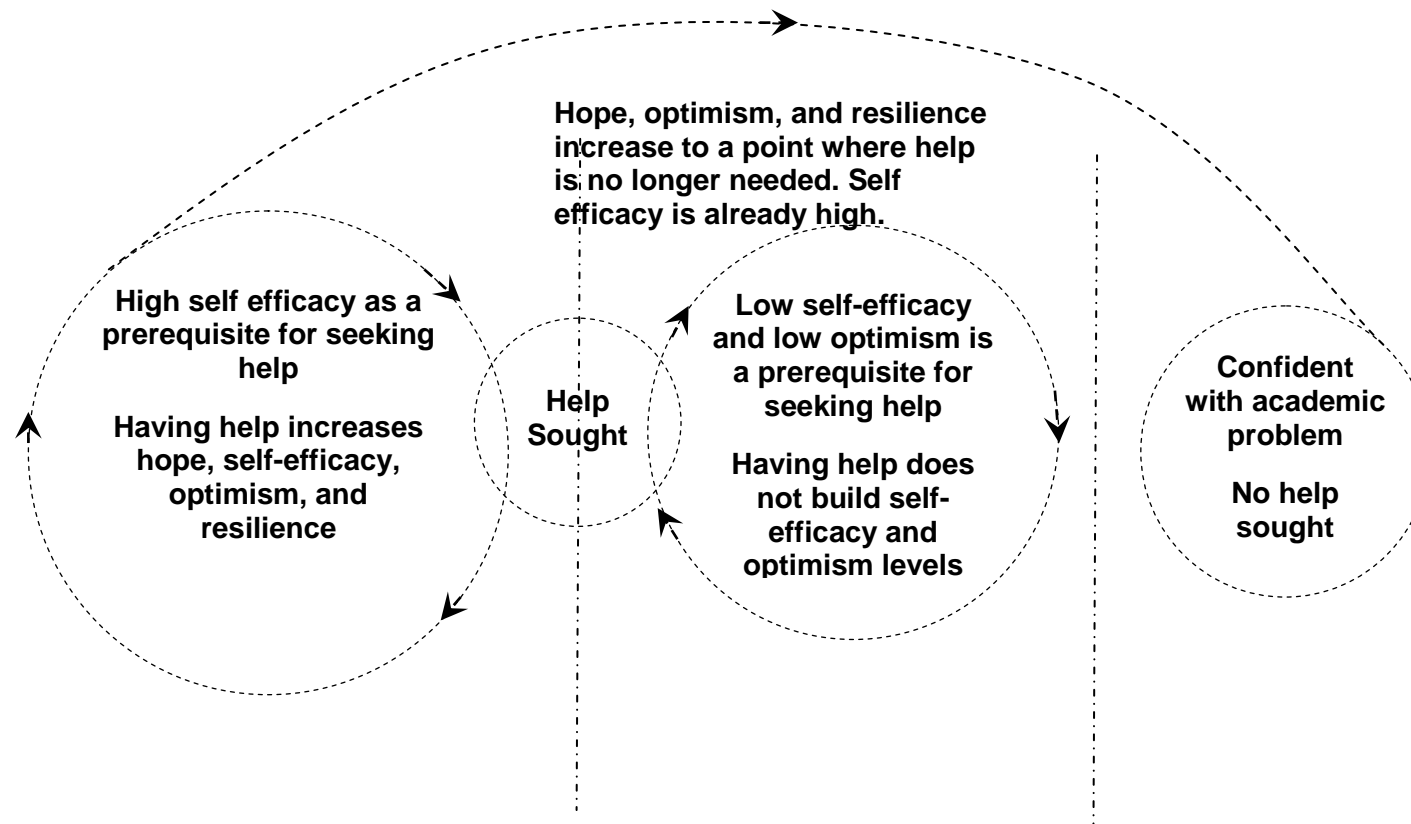 Hope, optimism, and resilience
increase to a point where help
is no longer needed. Self
efficacy is already high.
High self efficacy as a
prerequisite for seeking
help
Having help increases
hope, self-efficacy,
optimism, and
resilience
Help
Sought
Low self-efficacy
and low optimism is
a prerequisite for
seeking help
Having help does
not build self-
efficacy and
optimism levels
Confident
with academic
problem
No help
sought